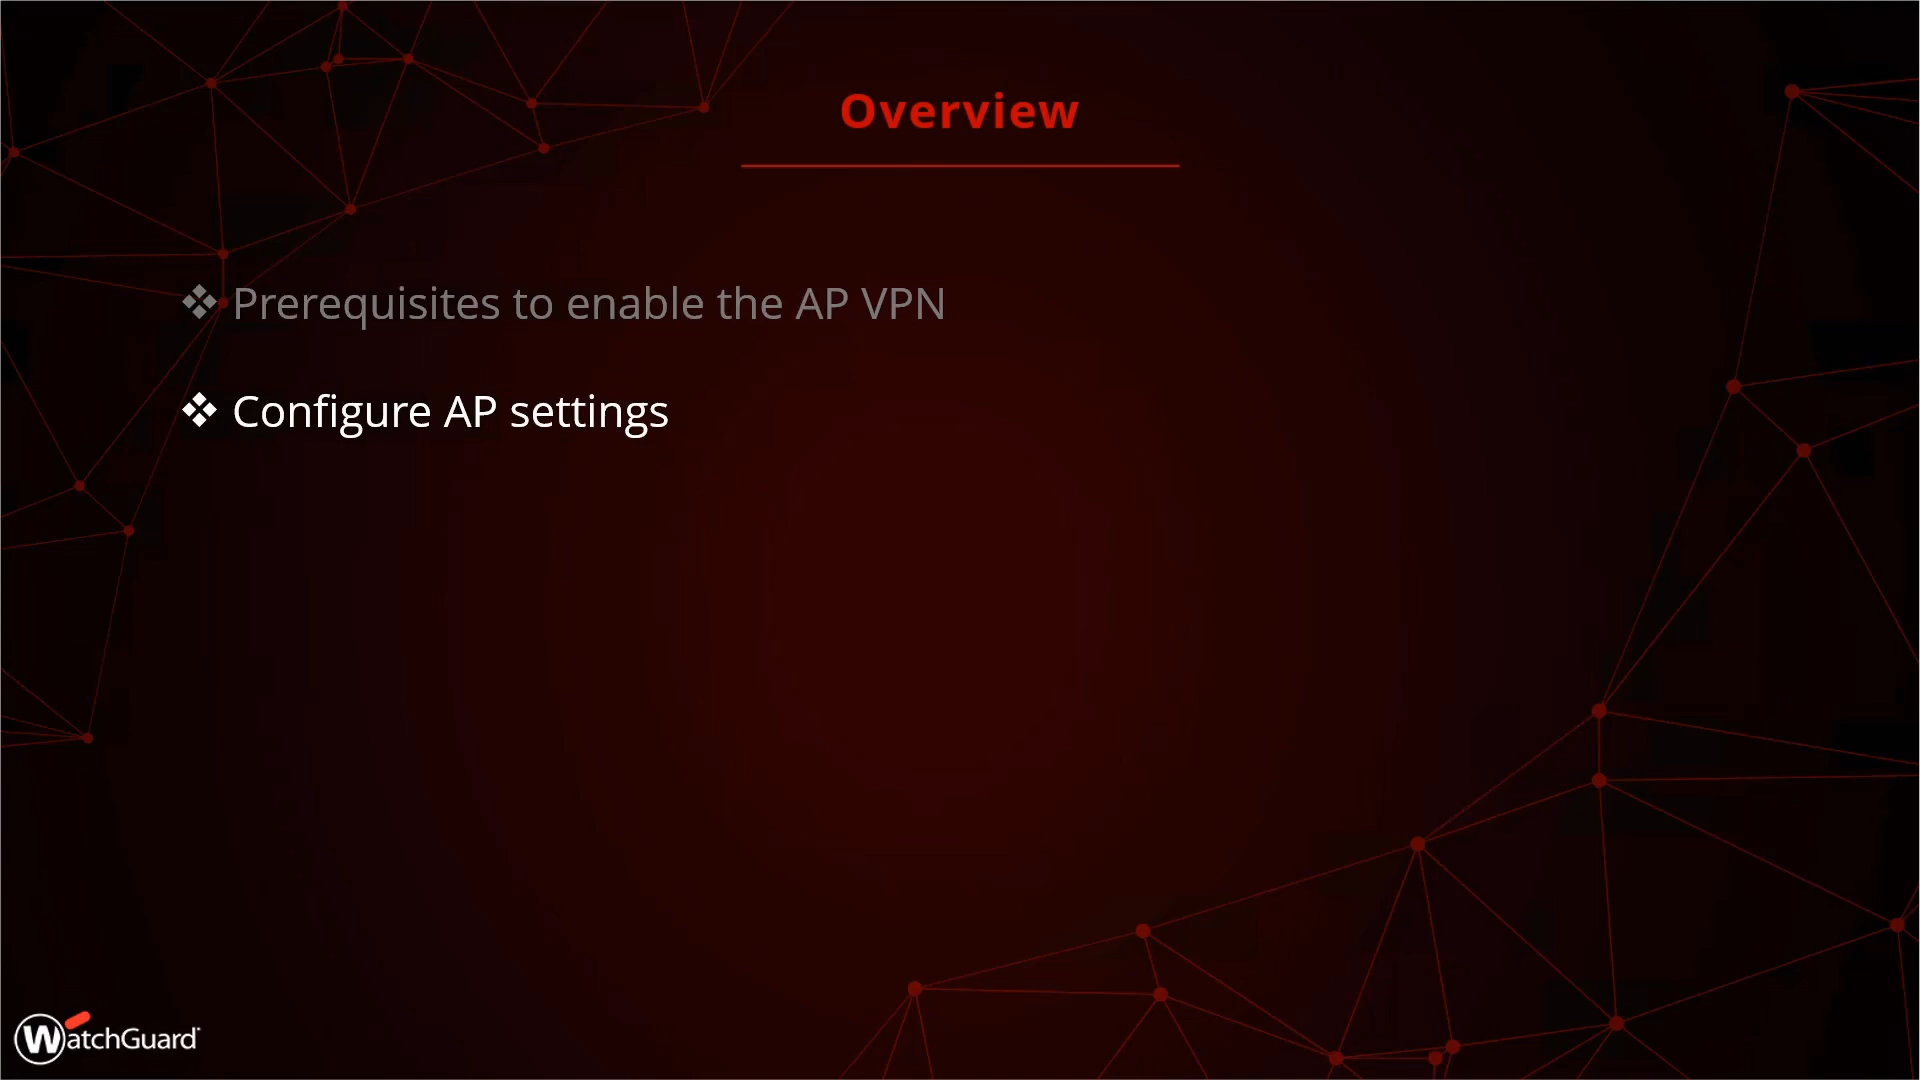 Overview
❖ Prerequisites to enable the AP VPN
❖ Configure AP settings
WatchGuard